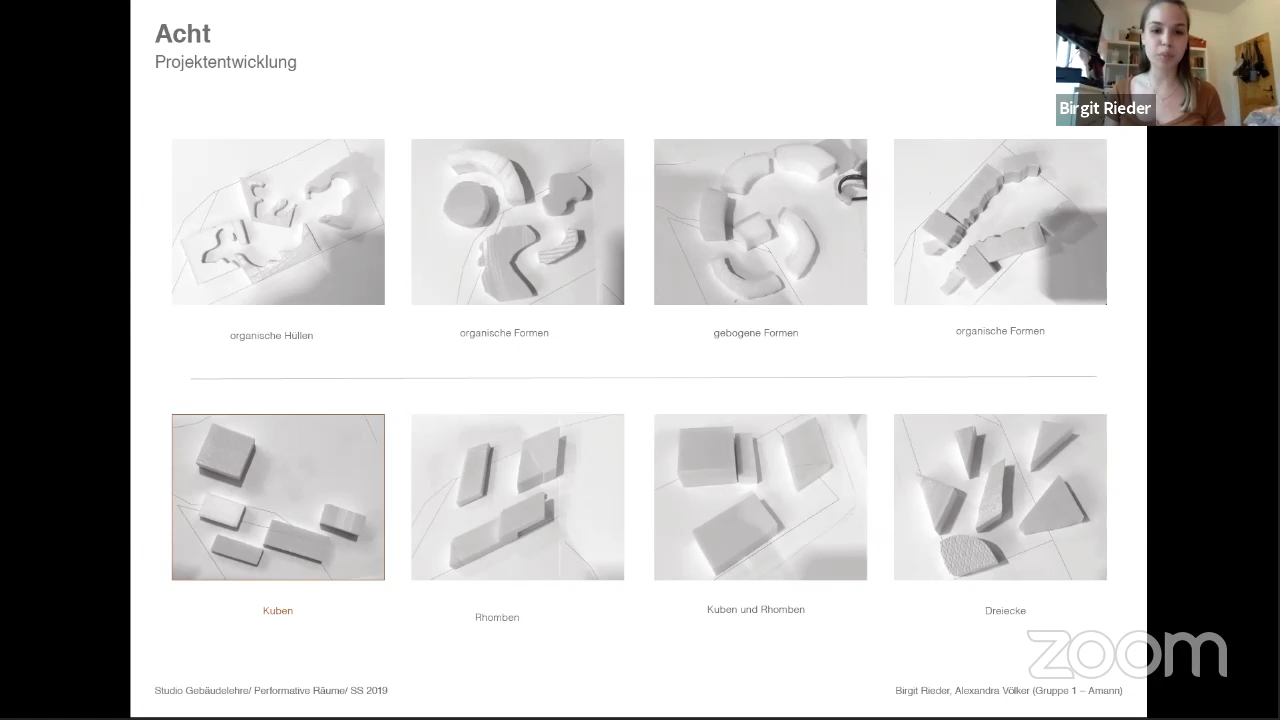 Acht
Projektentwicklung
Birgit Rieder
organische Hüllen
organische Formen
gebogene Formen
organische Formen
Kuben
Rhomben
Kuben und Rhomben
Dreiecke
zoom
Studio Gebäudelehre/ Performative Räume/ SS 2019
Birgit Rieder, Alexandra Völker (Gruppe 1 – Amann)